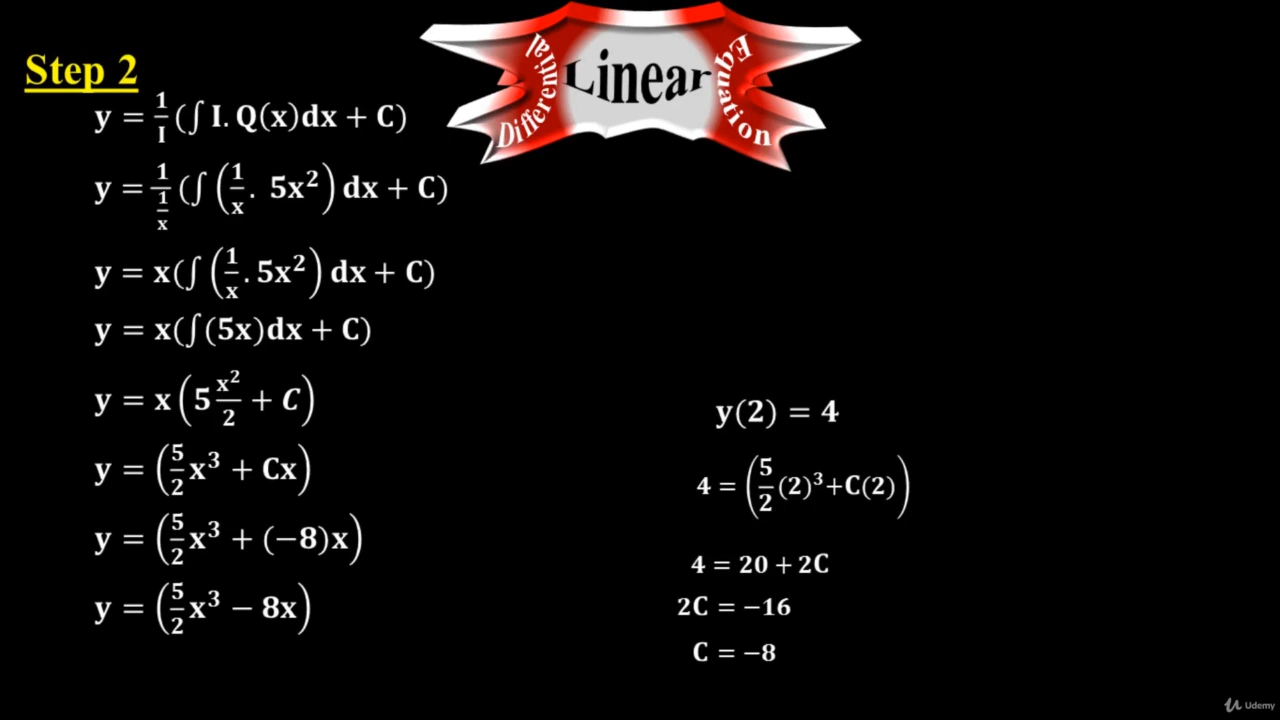 Linear
Differential
Equation
Step 2
y = 1/I (∫ I. Q(x)dx + C)
y = 1/(1/x) (∫ (1/x . 5x²) dx + C)
y = x(∫ (1/x . 5x²) dx + C)
y = x(∫(5x)dx + C)
y = x (5 x²/2 + C)
y = (5/2 x³ + Cx)
y = (5/2 x³ + (−8)x)
y = (5/2 x³ − 8x)
y(2) = 4
4 = (5/2 (2)³+C(2))
4 = 20 + 2C
2C = −16
C = −8
Udemy